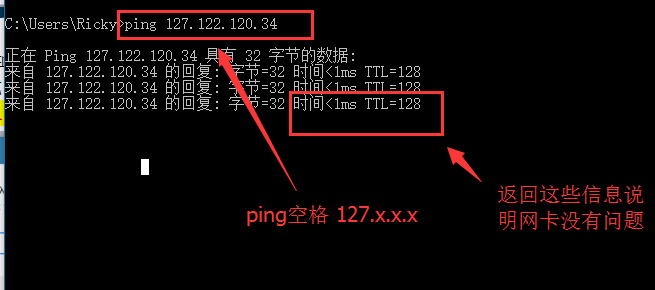 C:\Users\Ricky>ping 127.122.120.34
正在 Ping 127.122.120.34 具有 32 字节的数据:
来自 127.122.120.34 的回复: 字节=32 时间<1ms TTL=128
来自 127.122.120.34 的回复: 字节=32 时间<1ms TTL=128
来自 127.122.120.34 的回复: 字节=32 时间<1ms TTL=128
ping空格 127.x.x.x
返回这些信息说
明网卡没有问题